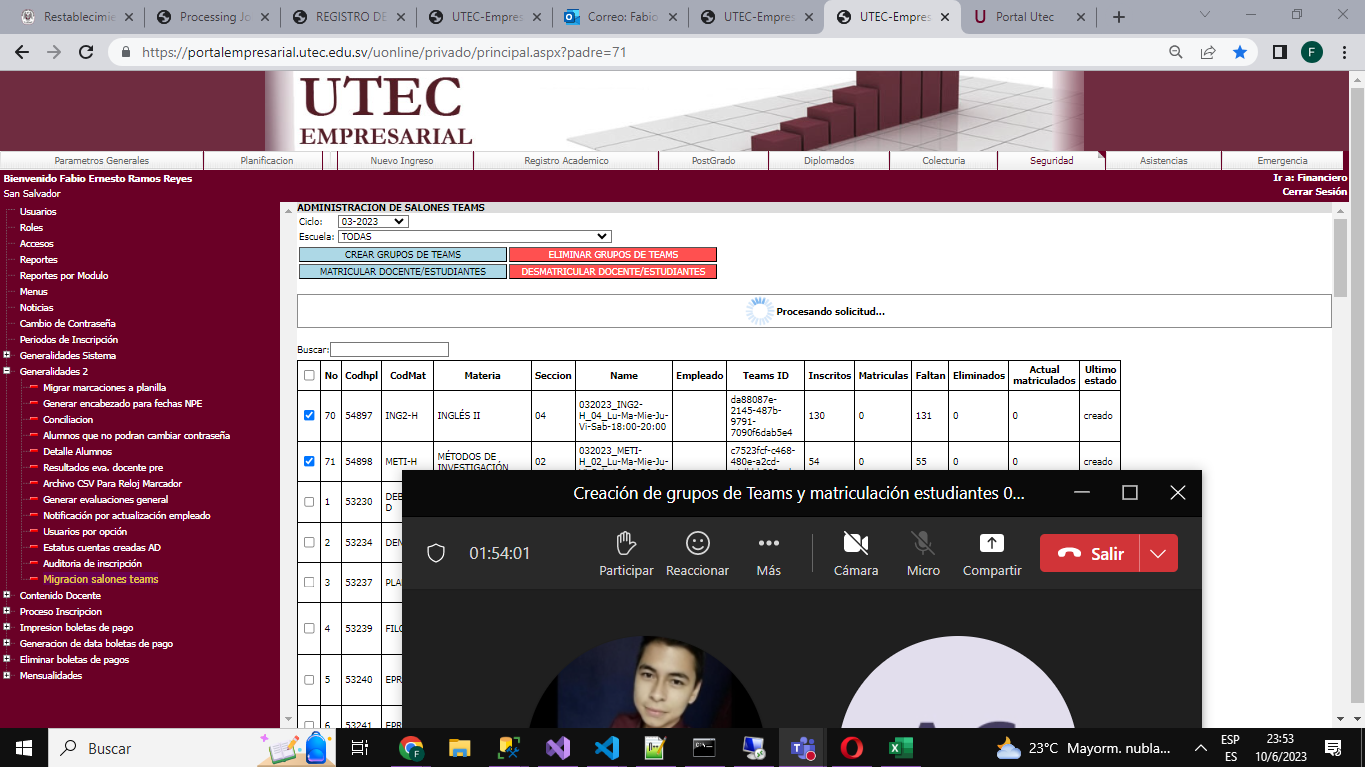 Restablecimie
Processing Jo
REGISTRO DE
UTEC-Empres
Correo: Fabio
UTEC-Empres
UTEC-Empres
Portal Utec
https://portalempresarial.utec.edu.sv/uonline/privado/principal.aspx?padre=71
F
UTEC
EMPRESARIAL
Parametros Generales
Planificacion
Nuevo Ingreso
Registro Academico
PostGrado
Diplomados
Colecturia
Seguridad
Asistencias
Emergencia
Bienvenido Fabio Ernesto Ramos Reyes
San Salvador
Ir a: Financiero
Cerrar Sesión
Usuarios
Roles
Accesos
Reportes
Reportes por Modulo
Menus
Noticias
Cambio de Contraseña
Periodos de Inscripción
Generalidades Sistema
Generalidades 2
Migrar marcaciones a planilla
Generar encabezado para fechas NPE
Conciliacion
Alumnos que no podran cambiar contraseña
Detalle Alumnos
Resultados eva. docente pre
Archivo CSV Para Reloj Marcador
Generar evaluaciones general
Notificación por actualización empleado
Usuarios por opción
Estatus cuentas creadas AD
Auditoria de inscripción
Migracion salones teams
Contenido Docente
Proceso Inscripcion
Impresion boletas de pago
Generacion de data boletas de pago
Eliminar boletas de pagos
Mensualidades
ADMINISTRACION DE SALONES TEAMS
Ciclo: 03-2023
Escuela: TODAS
CREAR GRUPOS DE TEAMS ELIMINAR GRUPOS DE TEAMS
MATRICULAR DOCENTE/ESTUDIANTES DESMATRICULAR DOCENTE/ESTUDIANTES
Procesando solicitud...
Buscar:
No Codhpl CodMat Materia Seccion Name Empleado Teams ID Inscritos Matriculas Faltan Eliminados Actual matriculados Ultimo estado
70 54897 ING2-H INGLÉS II 04 032023_ING2-H_04_Lu-Ma-Mie-Ju-Vi-Sab-18:00-20:00 da88087e-2145-487b-9791-7090f6dab5e4 130 0 131 0 0 creado
71 54898 METI-H MÉTODOS DE INVESTIGACIÓN 02 032023_METI-H_02_Lu-Ma-Mie-Ju- c7523fcf-c468-480e-a2cd- 54 0 55 0 0 creado
1 53230 DEB D
2 53234 DEN
3 53237 PLA
4 53239 FILO
5 53240 EPR
6 53241 EPR
Creación de grupos de Teams y matriculación estudiantes 0...
01:54:01
Participar
Reaccionar
Más
Cámara
Micro
Compartir
Salir
Buscar
23°C Mayorm. nubla...
ESP
ES
23:53
10/6/2023